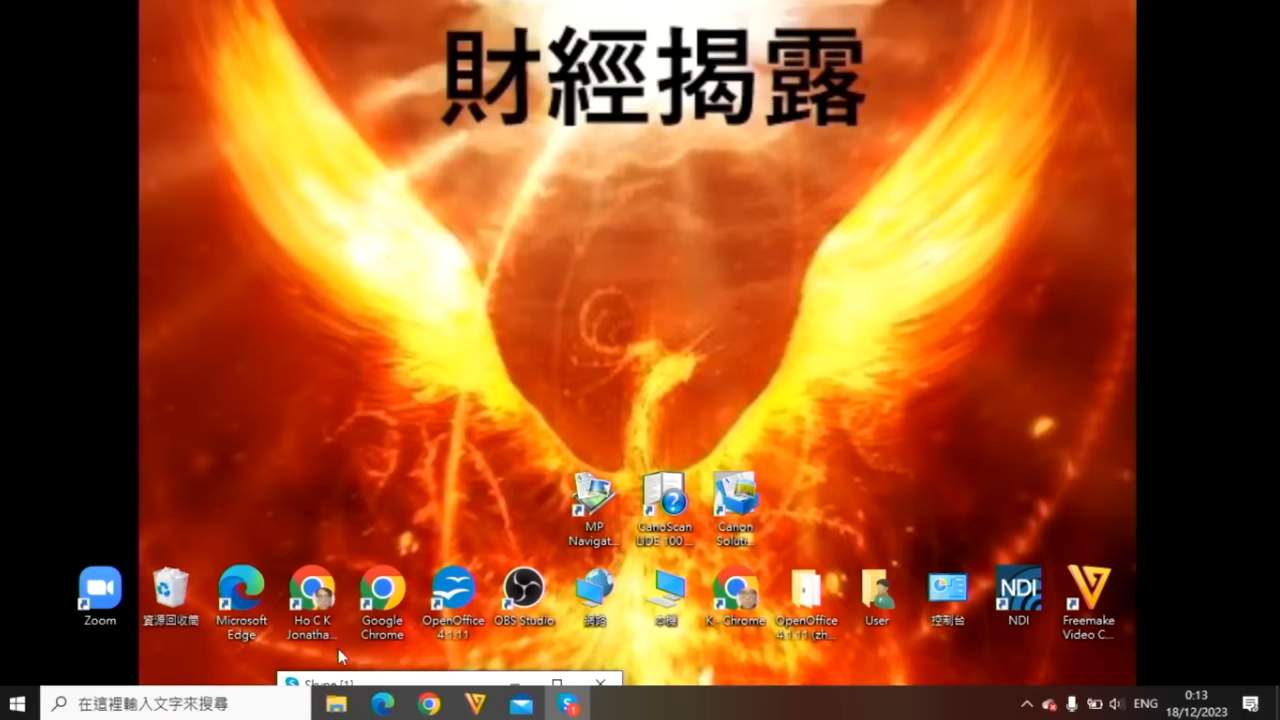 財經揭露
MP
Navigat...
CanoScan
LiDE 100 ...
Canon
Soluti...
Zoom
資源回收筒
Microsoft
Edge
Ho C K
Jonatha...
Google
Chrome
OpenOffice
4.1.11
OBS Studio
網路
本機
K - Chrome
OpenOffice
4.1.11 (zh...
User
控制台
NDI
NDI
Freemake
Video C...
Skype [1]
在這裡輸入文字來搜尋
ENG
0:13
18/12/2023